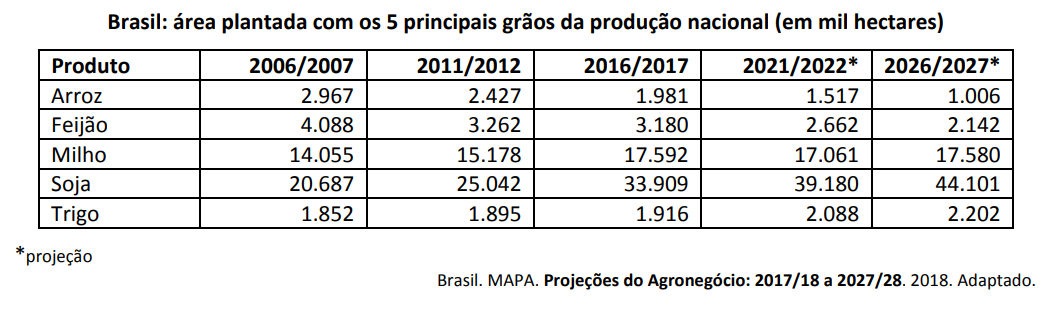 Brasil: área plantada com os 5 principais grãos da produção nacional (em mil hectares)
Produto 2006/2007 2011/2012 2016/2017 2021/2022* 2026/2027*
Arroz 2.967 2.427 1.981 1.517 1.006
Feijão 4.088 3.262 3.180 2.662 2.142
Milho 14.055 15.178 17.592 17.061 17.580
Soja 20.687 25.042 33.909 39.180 44.101
Trigo 1.852 1.895 1.916 2.088 2.202
*projeção
Brasil. MAPA. Projeções do Agronegócio: 2017/18 a 2027/28. 2018. Adaptado.